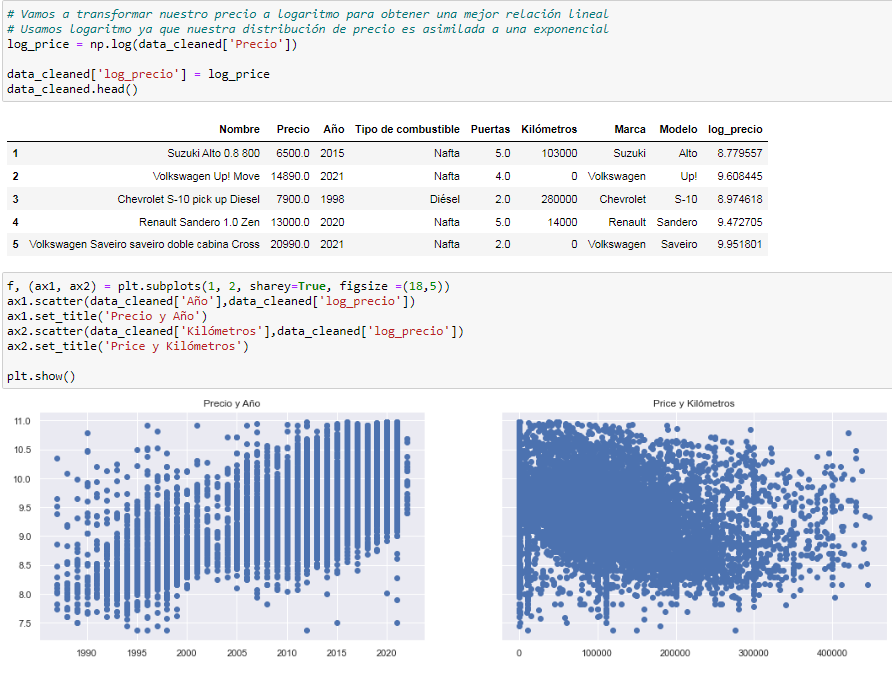 # Vamos a transformar nuestro precio a logaritmo para obtener una mejor relación lineal
# Usamos logaritmo ya que nuestra distribución de precio es asimilada a una exponencial
log_price = np.log(data_cleaned['Precio'])
data_cleaned['log_precio'] = log_price
data_cleaned.head()
Nombre Precio Año Tipo de combustible Puertas Kilómetros Marca Modelo log_precio
1 Suzuki Alto 0.8 800 6500.0 2015 Nafta 5.0 103000 Suzuki Alto 8.779557
2 Volkswagen Up! Move 14890.0 2021 Nafta 4.0 0 Volkswagen Up! 9.608445
3 Chevrolet S-10 pick up Diesel 7900.0 1998 Diésel 2.0 280000 Chevrolet S-10 8.974618
4 Renault Sandero 1.0 Zen 13000.0 2020 Nafta 5.0 14000 Renault Sandero 9.472705
5 Volkswagen Saveiro saveiro doble cabina Cross 20990.0 2021 Nafta 2.0 0 Volkswagen Saveiro 9.951801
f, (ax1, ax2) = plt.subplots(1, 2, sharey=True, figsize =(18,5))
ax1.scatter(data_cleaned['Año'],data_cleaned['log_precio'])
ax1.set_title('Precio y Año')
ax2.scatter(data_cleaned['Kilómetros'],data_cleaned['log_precio'])
ax2.set_title('Price y Kilómetros')
plt.show()
Precio y Año
11.0
10.5
10.0
9.5
9.0
8.5
8.0
7.5
1990 1995 2000 2005 2010 2015 2020
Price y Kilómetros
0 100000 200000 300000 400000